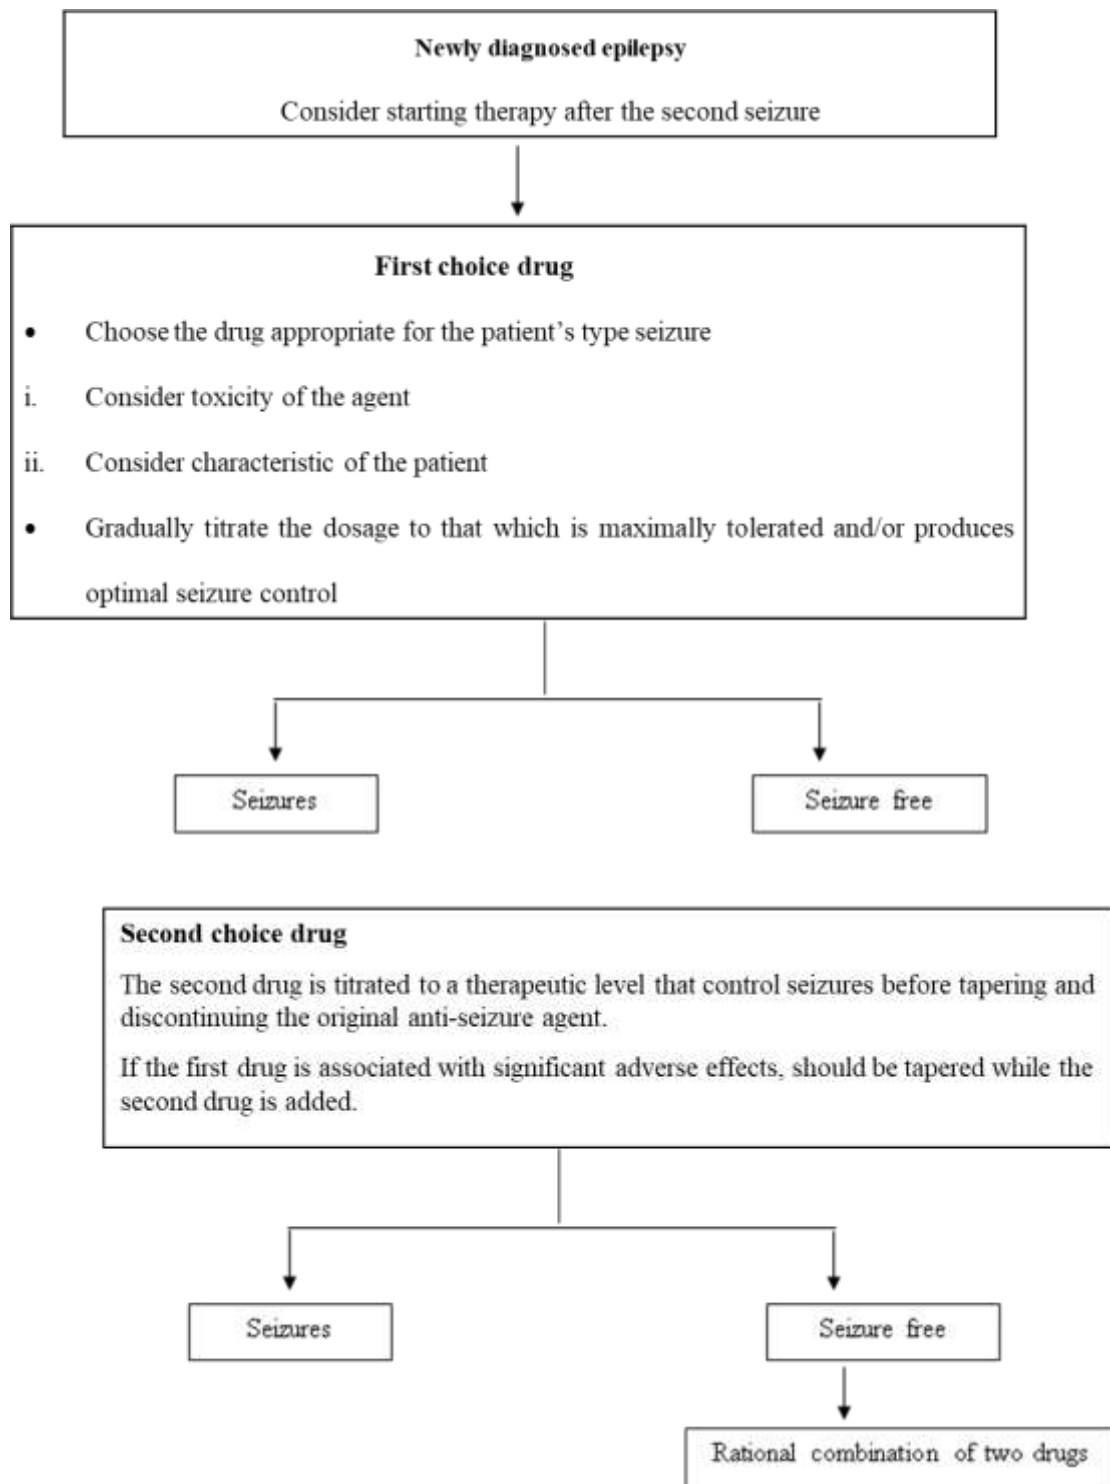 Newly diagnosed epilepsy
Consider starting therapy after the second seizure
First choice drug
• Choose the drug appropriate for the patient's type seizure
i. Consider toxicity of the agent
ii. Consider characteristic of the patient
• Gradually titrate the dosage to that which is maximally tolerated and/or produces
optimal seizure control
Seizures
Seizure free
Second choice drug
The second drug is titrated to a therapeutic level that control seizures before tapering and
discontinuing the original anti-seizure agent.
If the first drug is associated with significant adverse effects, should be tapered while the
second drug is added.
Seizures
Seizure free
Rational combination of two drugs